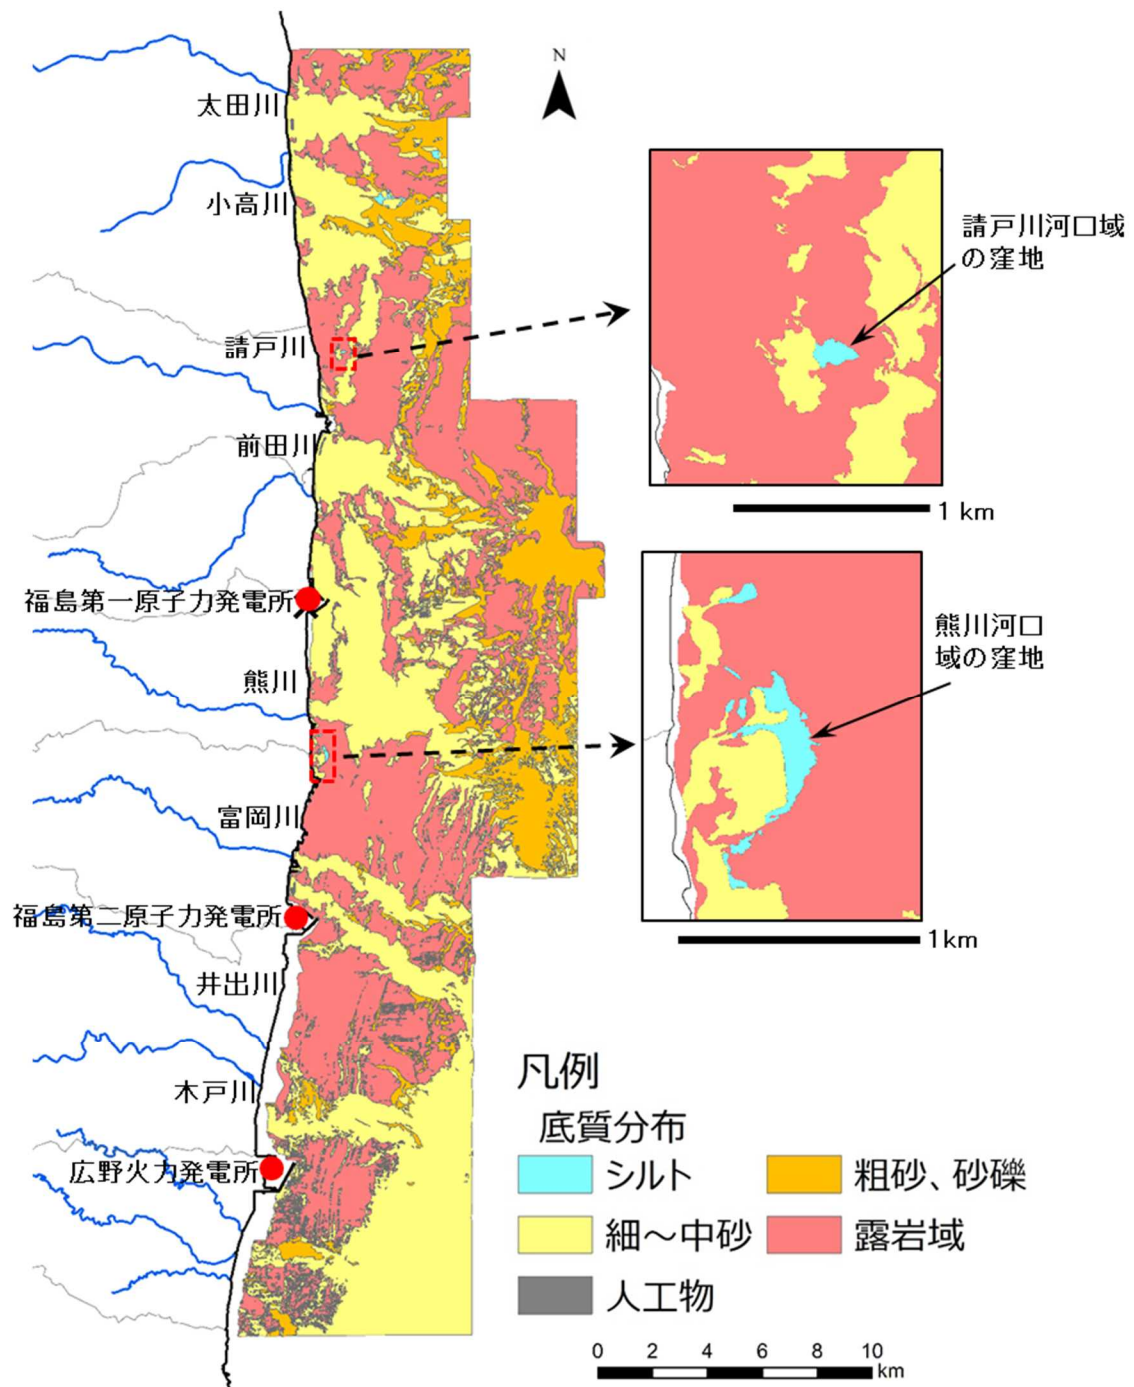 N
太田川
小高川
請戸川
前田川
福島第一原子力発電所
熊川
富岡川
福島第二原子力発電所
井出川
木戸川
広野火力発電所
請戸川河口域
の窪地
1 km
熊川河口
域の窪地
1km
凡例
底質分布
シルト
粗砂、砂礫
細～中砂
露岩域
人工物
0 2 4 6 8 10
km